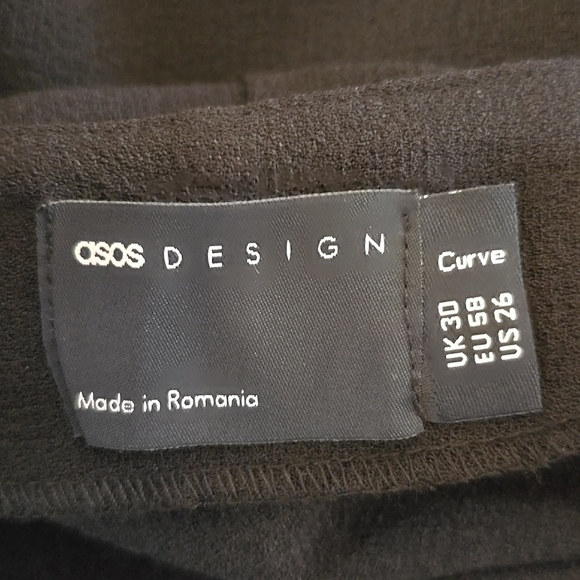 asos DESIGN
Made in Romania
Curve
UK 30
EU 58
US 26